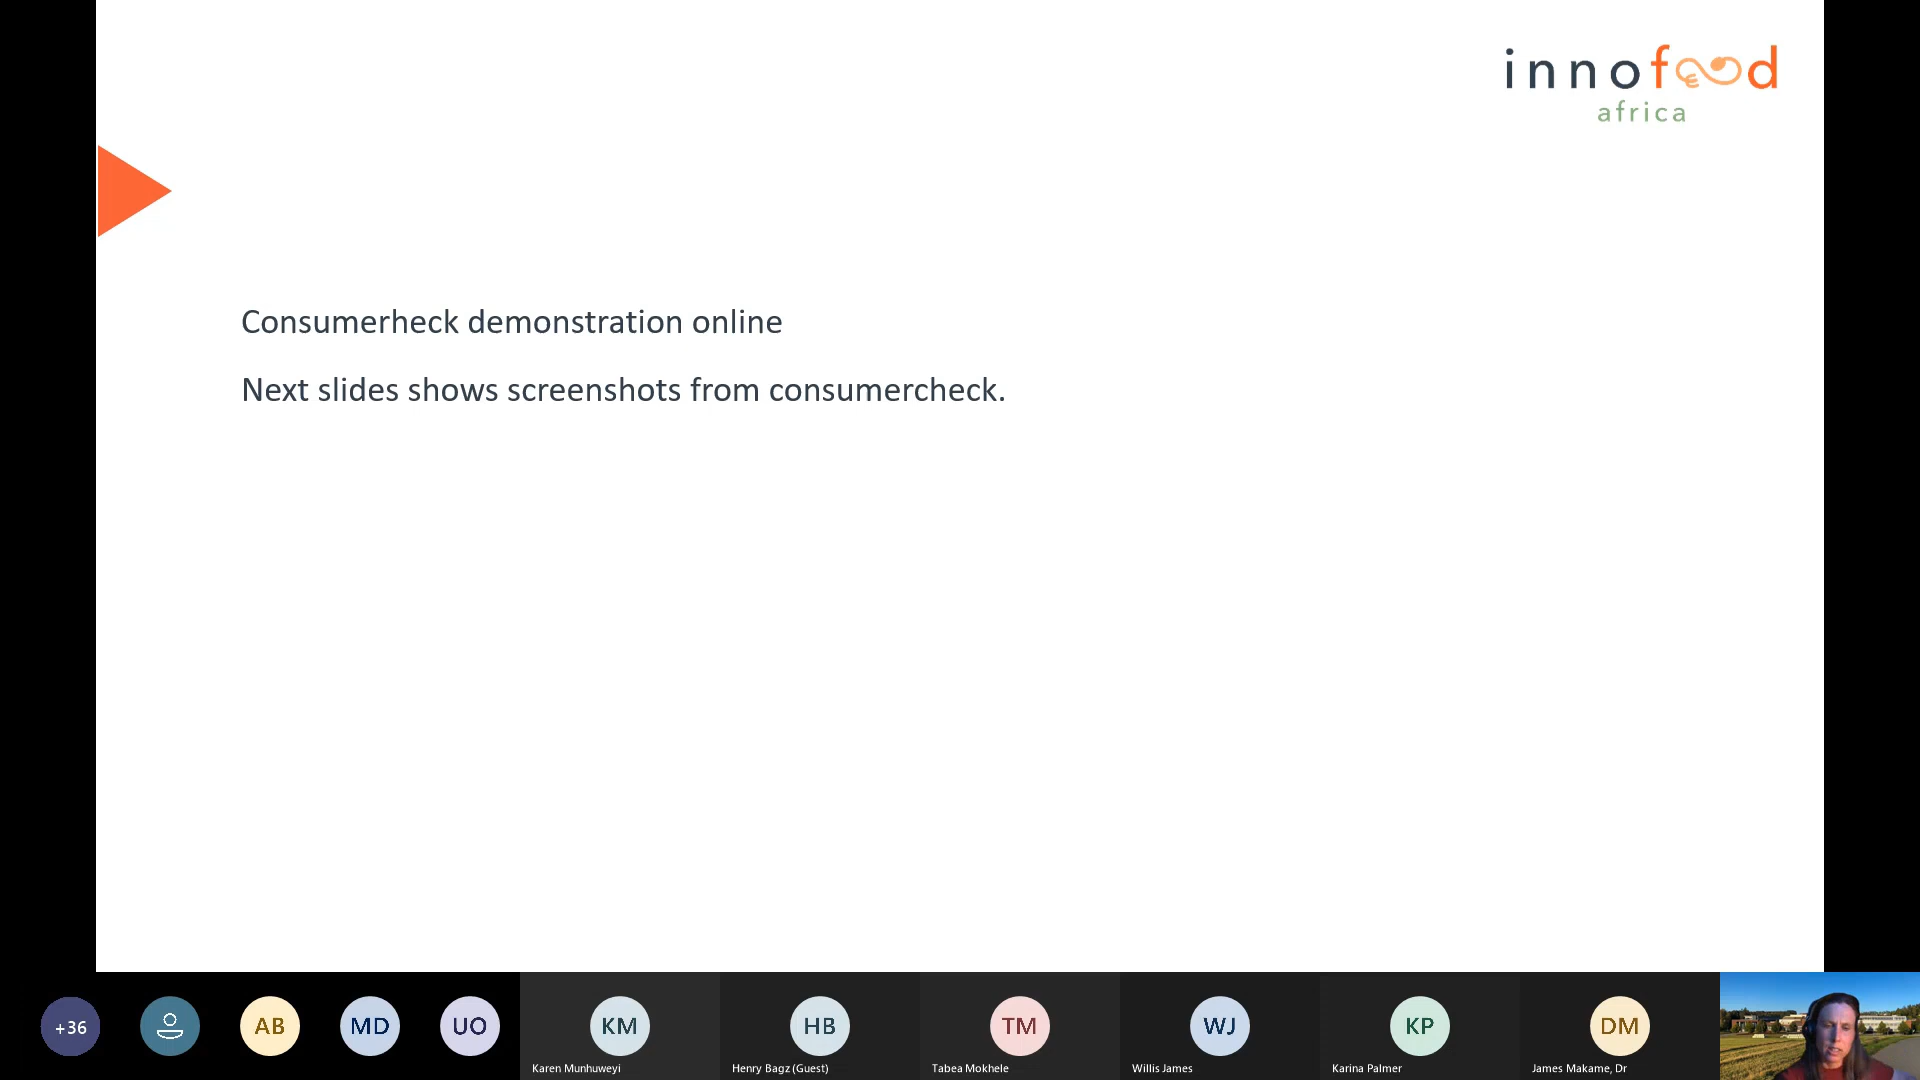 innofood
africa
Consumerheck demonstration online
Next slides shows screenshots from consumercheck.
+36
AB
MD
UO
KM
Karen Munhuweyi
HB
Henry Bagz (Guest)
TM
Tabea Mokhele
WJ
Willis James
KP
Karina Palmer
DM
James Makame, Dr